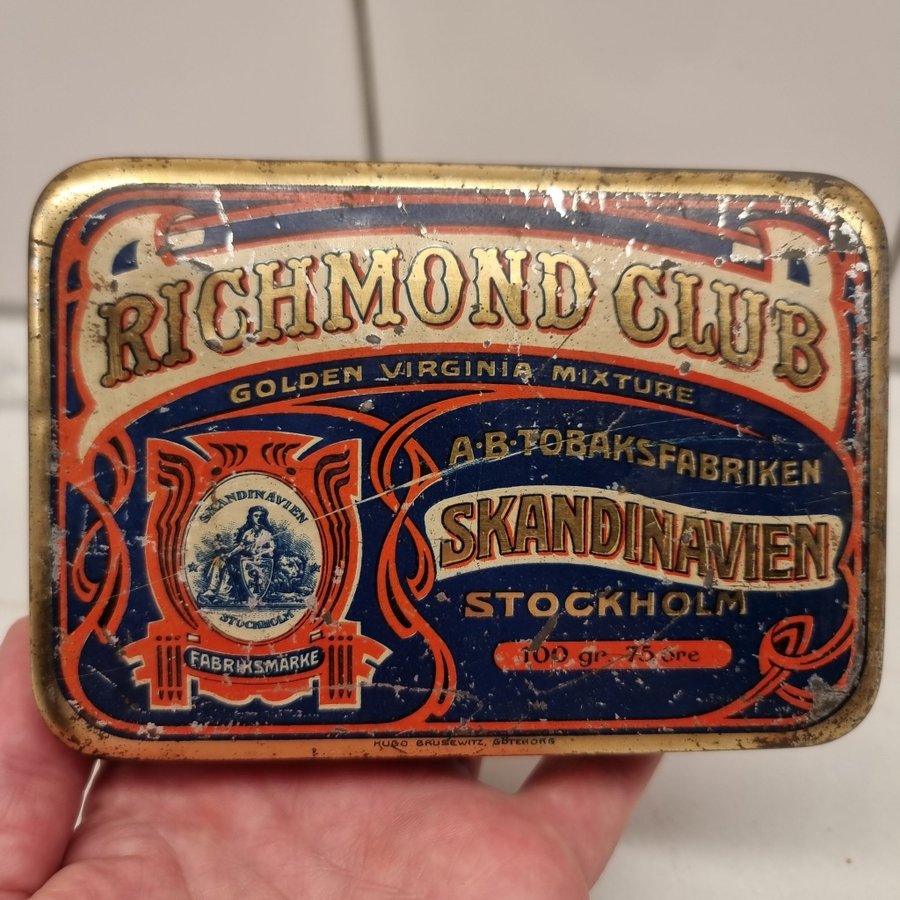 RICHMOND CLUB
GOLDEN VIRGINIA MIXTURE
A·B·TOBAKSFABRIKEN
SKANDINAVIEN
STOCKHOLM
100 gr. 75 öre
SKANDINAVIEN
STOCKHOLM
FABRIKSMÄRKE
HUGO BRUSEWITZ, GÖTEBORG